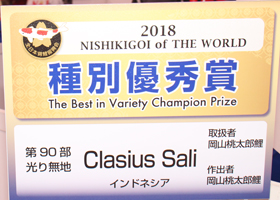 2018
NISHIKIGOI of THE WORLD
種別優秀賞
The Best in Variety Champion Prize
第90部
光り無地
Clasius Sali
インドネシア
取扱者
岡山桃太郎鯉
作出者
岡山桃太郎鯉